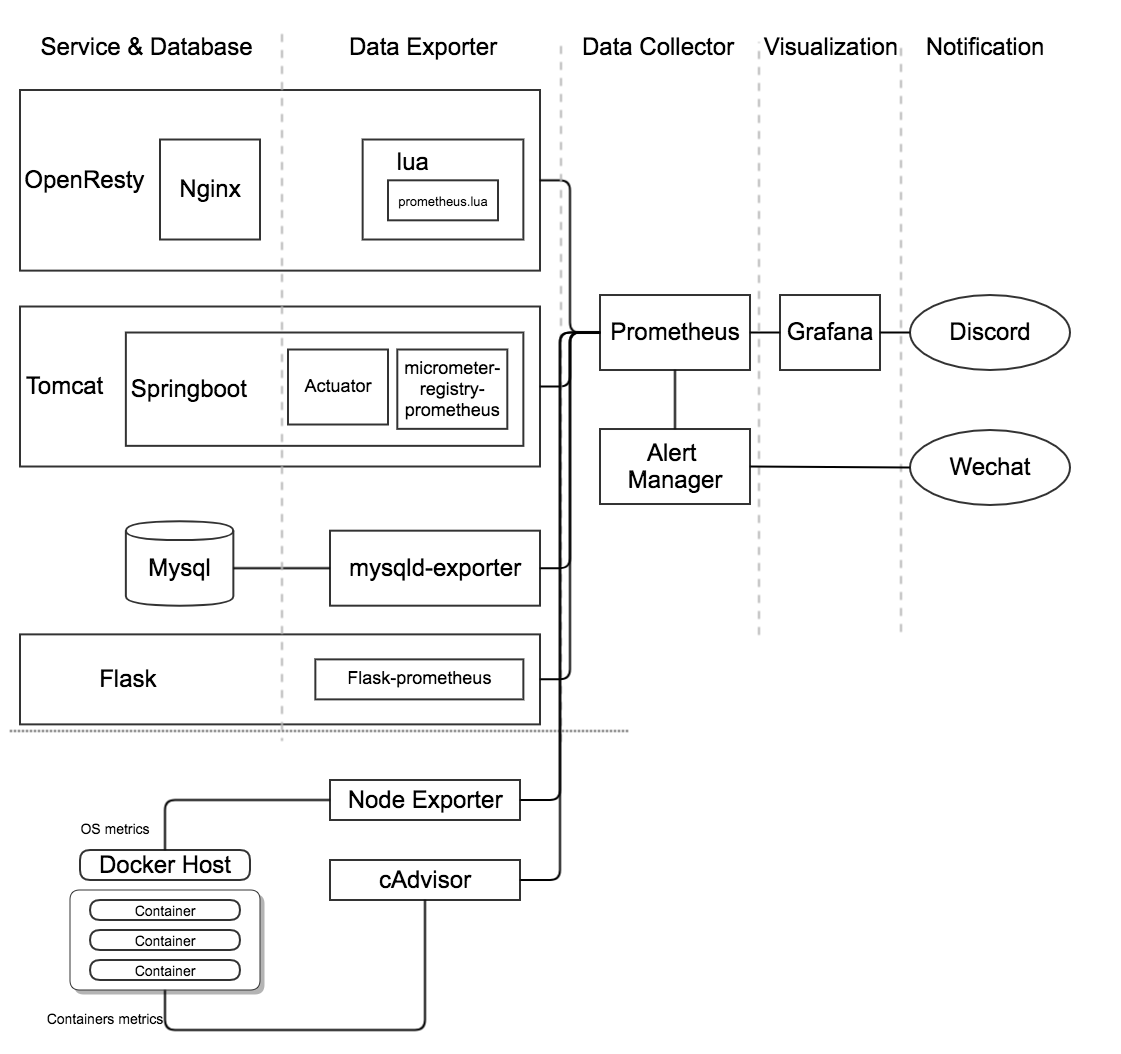 Service & Database
Data Exporter
Data Collector
Visualization
Notification
OpenResty
Nginx
lua
prometheus.lua
Tomcat
Springboot
Actuator
micrometer-
registry-
prometheus
Prometheus
Grafana
Discord
Alert
Manager
Wechat
Mysql
mysqld-exporter
Flask
Flask-prometheus
Node Exporter
OS metrics
Docker Host
cAdvisor
Container
Container
Container
Containers metrics